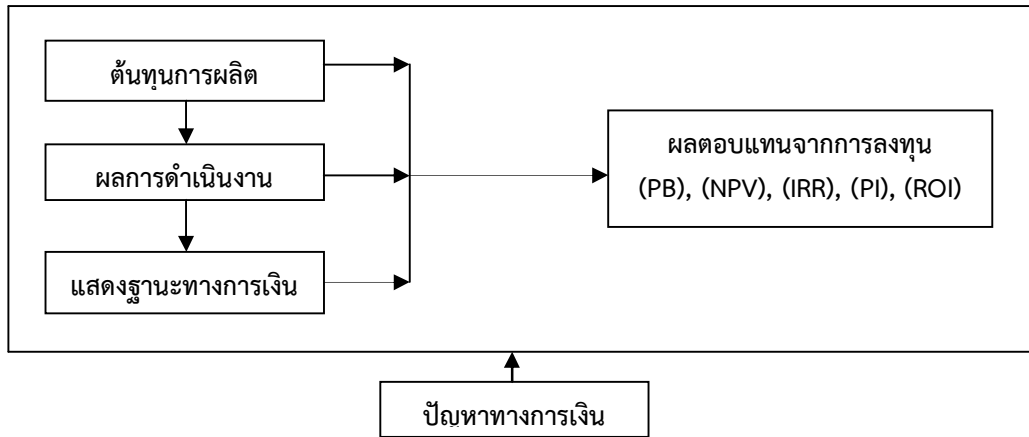 ต้นทุนการผลิต
ผลการดำเนินงาน
แสดงฐานะทางการเงิน
ผลตอบแทนจากการลงทุน
(PB), (NPV), (IRR), (PI), (ROI)
ปัญหาทางการเงิน